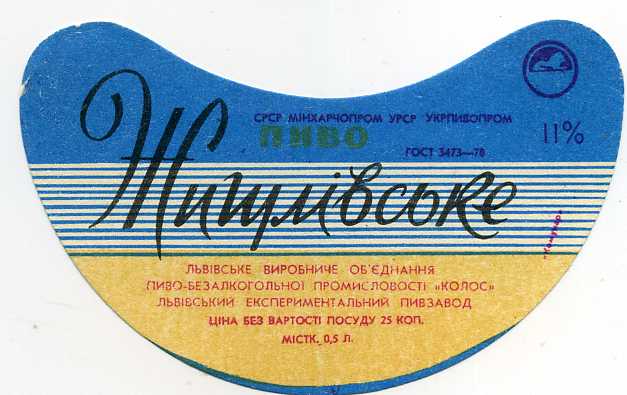 СРСР МІНХАРЧОПРОМ УРСР УКРПИВОПРОМ
ПИВО
ГОСТ 3473—78
11%
Жигулівське
ЛЬВІВСЬКЕ ВИРОБНИЧЕ ОБ'ЄДНАННЯ
ПИВО-БЕЗАЛКОГОЛЬНОЇ ПРОМИСЛОВОСТІ «КОЛОС»
ЛЬВІВСЬКИЙ ЕКСПЕРИМЕНТАЛЬНИЙ ПИВЗАВОД
ЦІНА БЕЗ ВАРТОСТІ ПОСУДУ 25 КОП.
МІСТК. 0,5 Л.